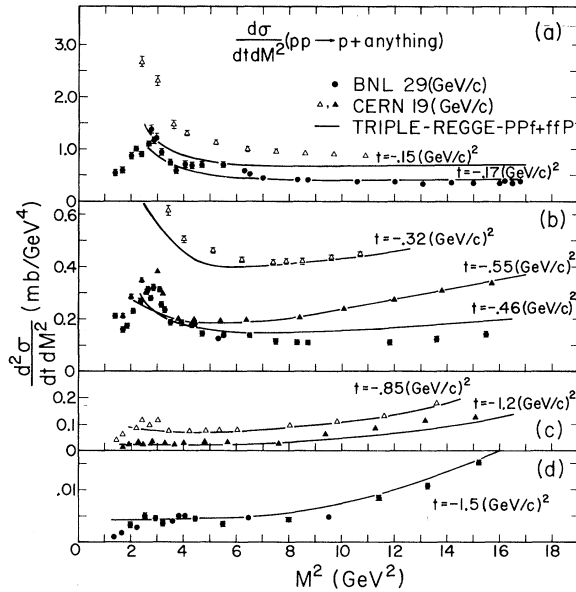 dσ/dtdM² (pp → p+anything)
(a)
● BNL 29(GeV/c)
△,▲ CERN 19(GeV/c)
— TRIPLE-REGGE-PPf+ffP
3.0
2.0
1.0
0
t=-.15(GeV/c)²
t=-.17(GeV/c)²
(b)
0.6
0.4
0.2
0
t=-.32(GeV/c)²
t=-.55(GeV/c)²
t=-.46(GeV/c)²
d²σ/dt dM² (mb/GeV⁴)
0.2
0.1
0
t=-.85(GeV/c)²
t=-1.2(GeV/c)²
(c)
(d)
.01
t=-1.5(GeV/c)²
0 2 4 6 8 10 12 14 16 18
M² (GeV²)